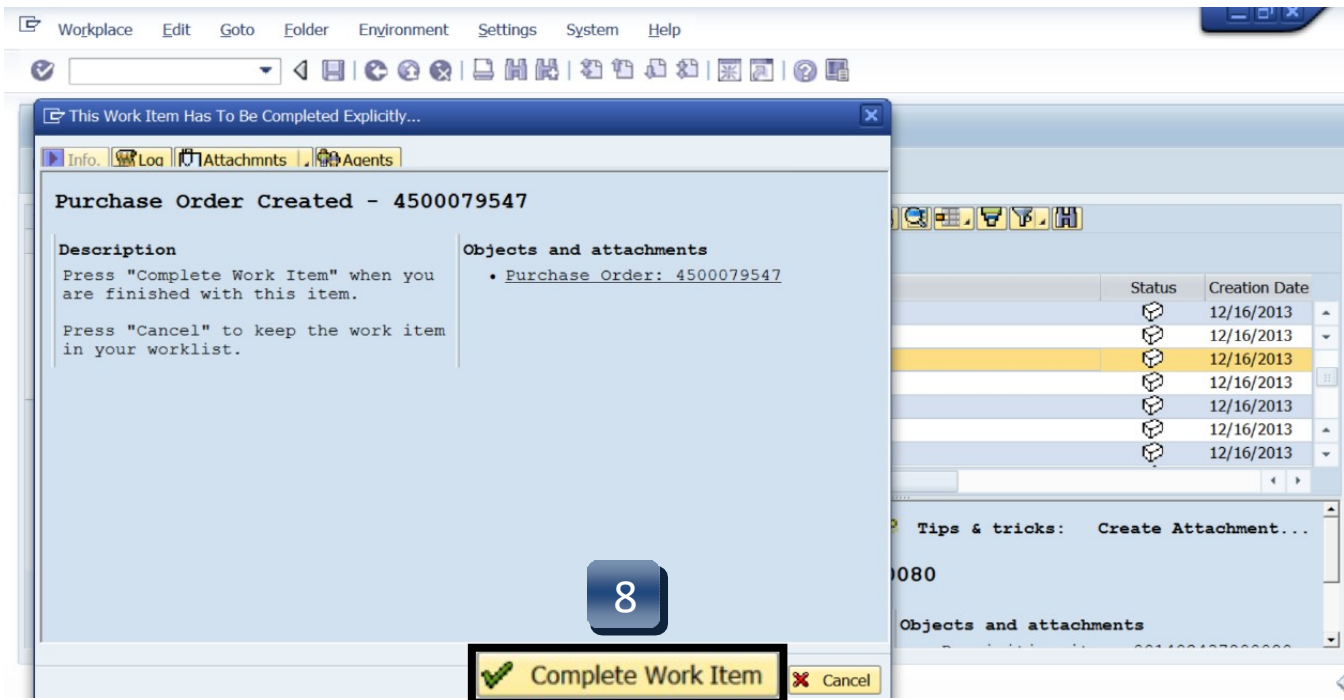 Workplace Edit Goto Folder Environment Settings System Help
This Work Item Has To Be Completed Explicitly...
Info. Log Attachmnts Agents
Purchase Order Created - 4500079547
Description
Press "Complete Work Item" when you
are finished with this item.
Press "Cancel" to keep the work item
in your worklist.
Objects and attachments
• Purchase Order: 4500079547
Status Creation Date
12/16/2013
12/16/2013
12/16/2013
12/16/2013
12/16/2013
12/16/2013
12/16/2013
Tips & tricks: Create Attachment...
0080
Objects and attachments
8
Complete Work Item Cancel